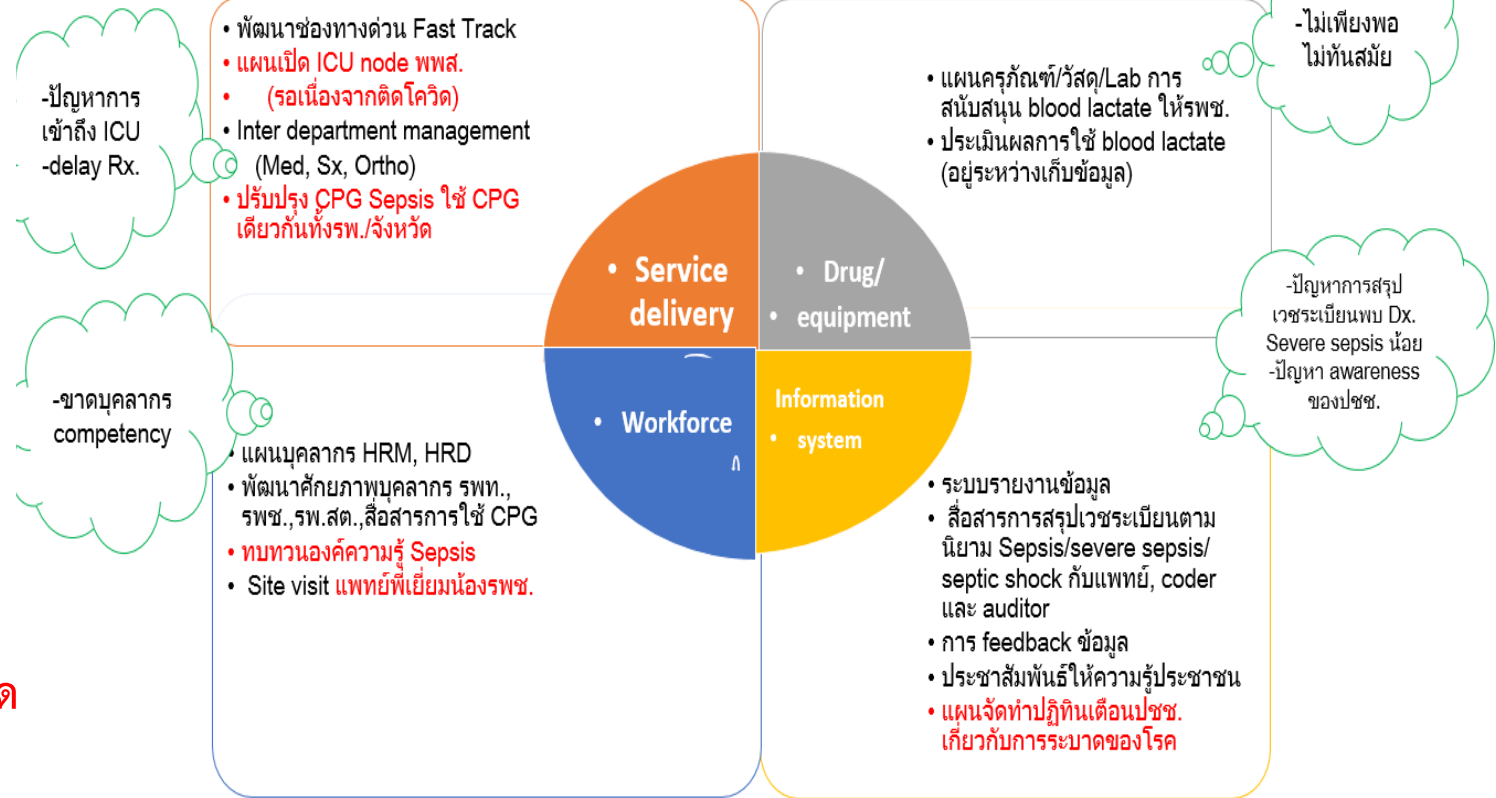 • พัฒนาช่องทางด่วน Fast Track
• แผนเปิด ICU node พพส.
• (รอเนื่องจากติดโควิด)
• Inter department management
(Med, Sx, Ortho)
• ปรับปรุง CPG Sepsis ใช้ CPG
เดียวกันทั้งรพ./จังหวัด
-ปัญหาการ
เข้าถึง ICU
-delay Rx.
-ไม่เพียงพอ
ไม่ทันสมัย
• แผนครุภัณฑ์/วัสดุ/Lab การ
สนับสนุน blood lactate ให้รพช.
• ประเมินผลการใช้ blood lactate
(อยู่ระหว่างเก็บข้อมูล)
• Service
delivery
• Drug/
• equipment
-ปัญหาการสรุป
เวชระเบียนพบ Dx.
Severe sepsis น้อย
-ปัญหา awareness
ของปชช.
-ขาดบุคลากร
competency
• Workforce
Information
• system
• แผนบุคลากร HRM, HRD
• พัฒนาศักยภาพบุคลากร รพท.,
รพช.,รพ.สต.,สื่อสารการใช้ CPG
• ทบทวนองค์ความรู้ Sepsis
• Site visit แพทย์พี่เยี่ยมน้องรพช.
• ระบบรายงานข้อมูล
• สื่อสารการสรุปเวชระเบียนตาม
นิยาม Sepsis/severe sepsis/
septic shock กับแพทย์, coder
และ auditor
• การ feedback ข้อมูล
• ประชาสัมพันธ์ให้ความรู้ประชาชน
• แผนจัดทำปฏิทินเตือนปชช.
เกี่ยวกับการระบาดของโรค